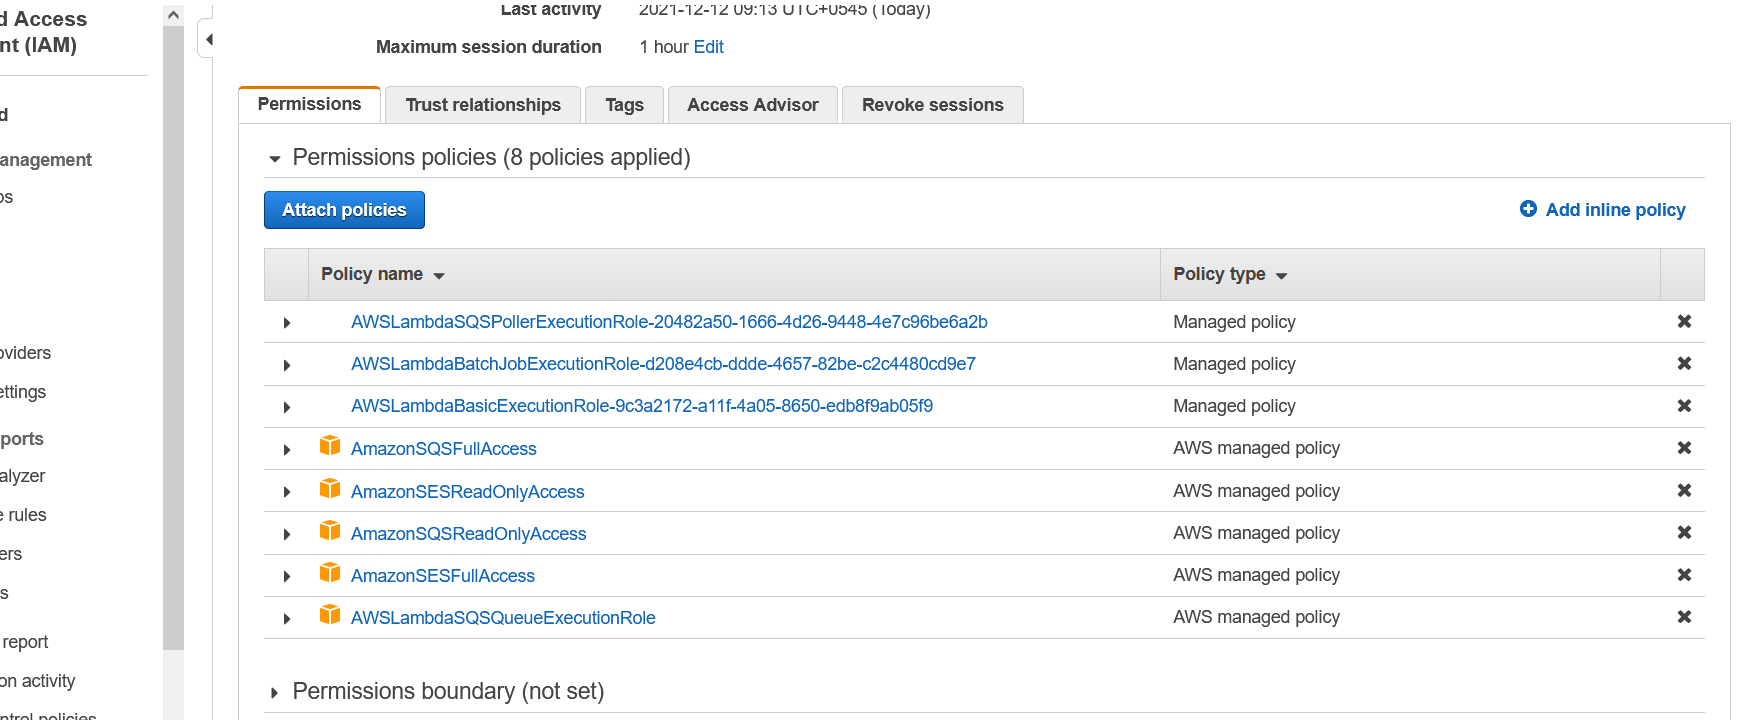 d Access
nt (IAM)
d
anagement
os
oviders
ettings
ports
alyzer
e rules
ers
s
report
on activity
ntrol policies
Last activity 2021-12-12 09:13 UTC+0545 (Today)
Maximum session duration 1 hour Edit
Permissions Trust relationships Tags Access Advisor Revoke sessions
Permissions policies (8 policies applied)
Attach policies Add inline policy
Policy name Policy type
AWSLambdaSQSPollerExecutionRole-20482a50-1666-4d26-9448-4e7c96be6a2b Managed policy
AWSLambdaBatchJobExecutionRole-d208e4cb-ddde-4657-82be-c2c4480cd9e7 Managed policy
AWSLambdaBasicExecutionRole-9c3a2172-a11f-4a05-8650-edb8f9ab05f9 Managed policy
AmazonSQSFullAccess AWS managed policy
AmazonSESReadOnlyAccess AWS managed policy
AmazonSQSReadOnlyAccess AWS managed policy
AmazonSESFullAccess AWS managed policy
AWSLambdaSQSQueueExecutionRole AWS managed policy
Permissions boundary (not set)